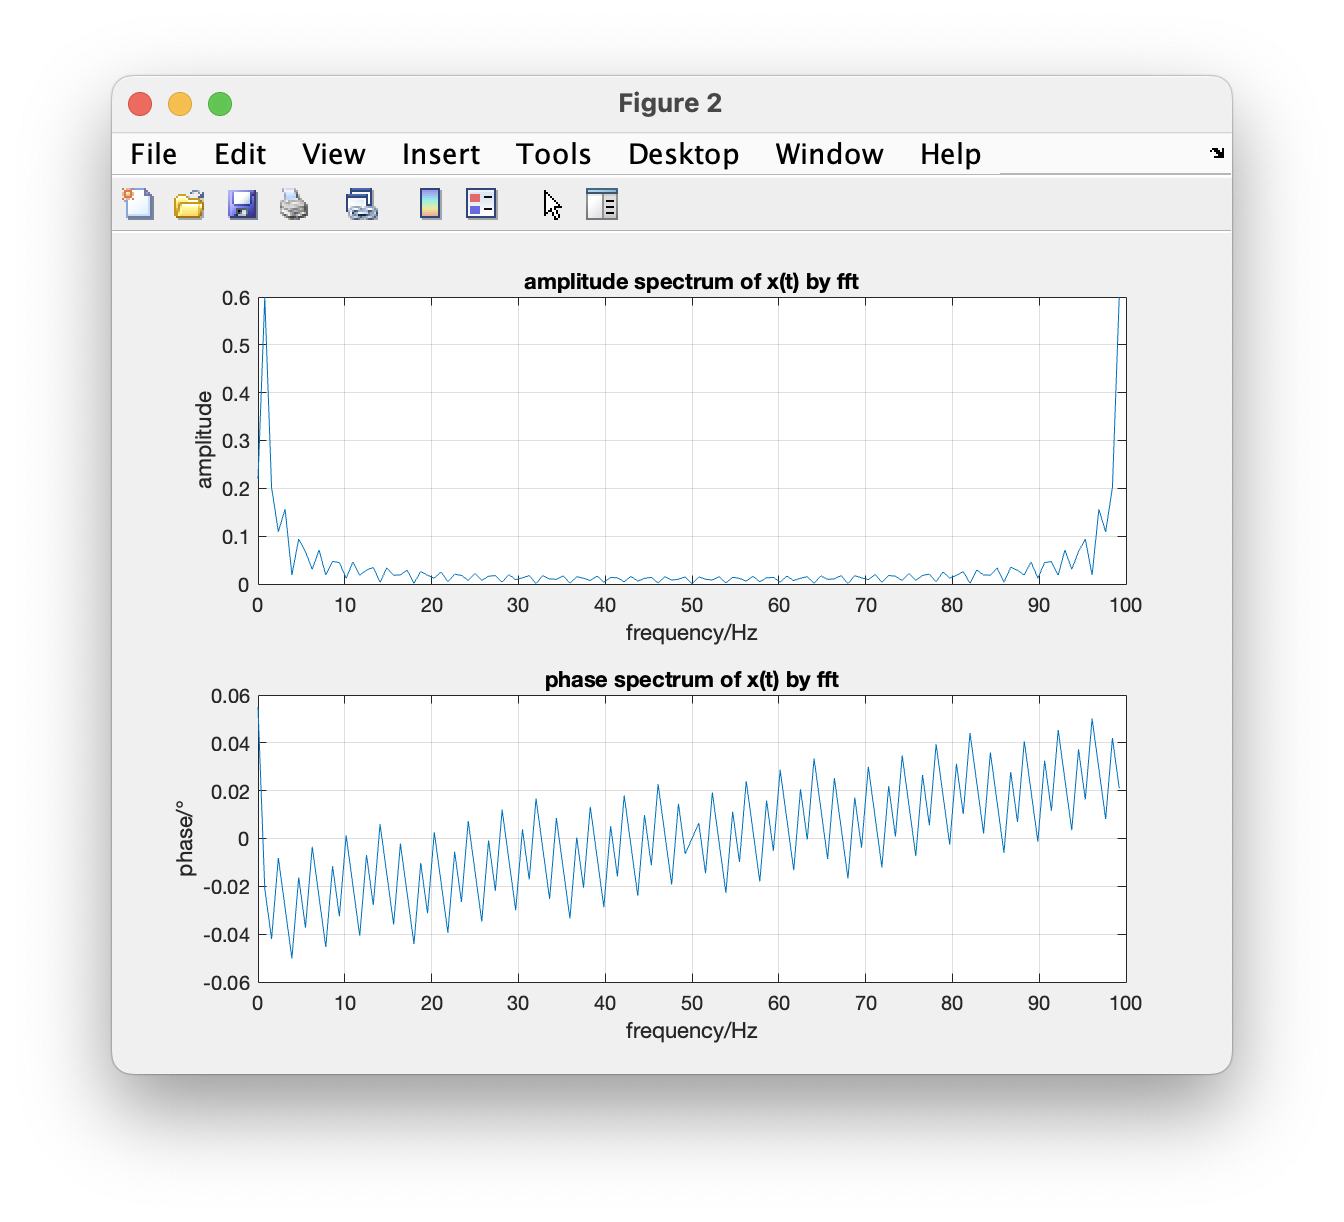 Figure 2
File Edit View Insert Tools Desktop Window Help
amplitude spectrum of x(t) by fft
0.6
0.5
0.4
0.3
0.2
0.1
0
amplitude
0 10 20 30 40 50 60 70 80 90 100
frequency/Hz
phase spectrum of x(t) by fft
0.06
0.04
0.02
0
-0.02
-0.04
-0.06
phase/°
0 10 20 30 40 50 60 70 80 90 100
frequency/Hz